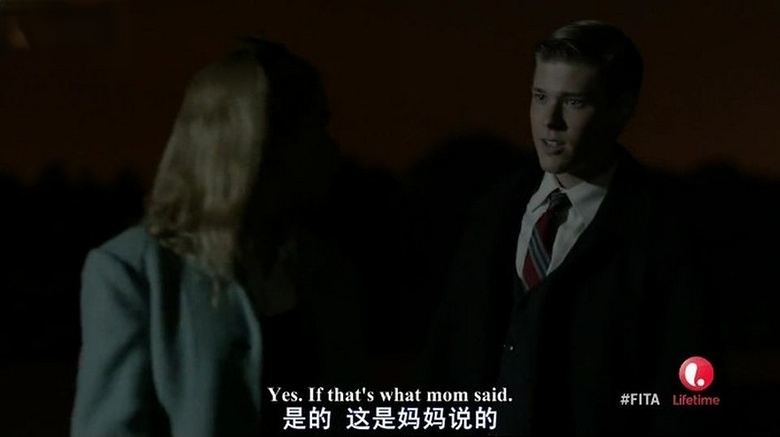 Yes. If that's what mom said.
是的 这是妈妈说的
#FITA
Lifetime